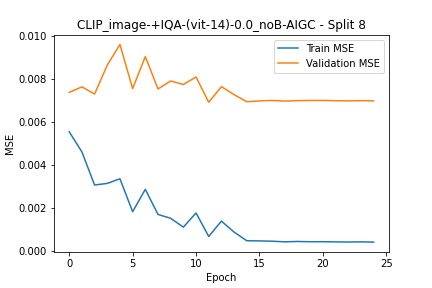 CLIP_image-+IQA-(vit-14)-0.0_noB-AIGC - Split 8
0.010
0.008
0.006
0.004
0.002
0.000
MSE
Train MSE
Validation MSE
0
5
10
15
20
25
Epoch